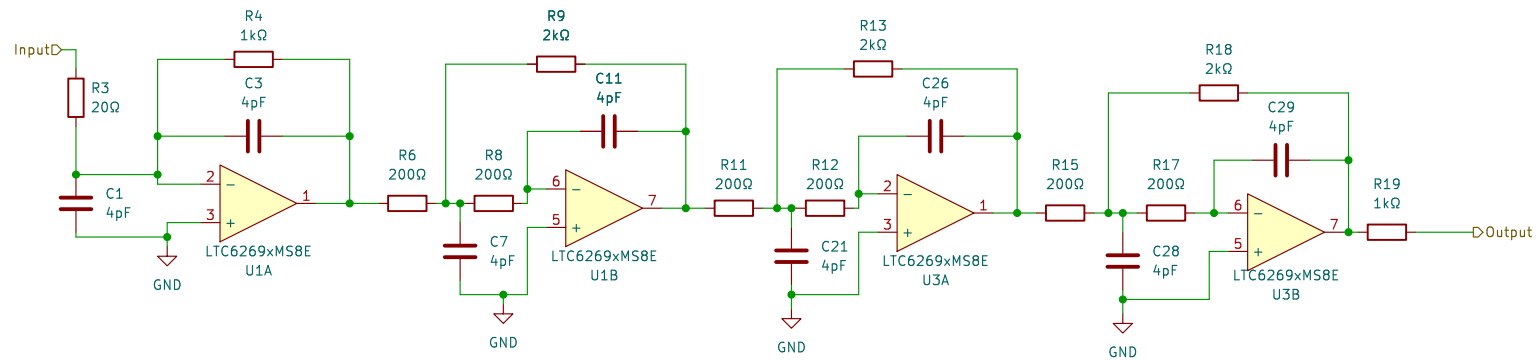 Input
R3
20Ω
C1
4pF
R4
1kΩ
C3
4pF
2
3
1
LTC6269xMS8E
U1A
GND
R6
200Ω
R9
2kΩ
R8
200Ω
C11
4pF
C7
4pF
6
5
7
LTC6269xMS8E
U1B
GND
R11
200Ω
R13
2kΩ
R12
200Ω
C26
4pF
C21
4pF
2
3
1
LTC6269xMS8E
U3A
GND
R15
200Ω
R18
2kΩ
R17
200Ω
C29
4pF
C28
4pF
6
5
7
LTC6269xMS8E
U3B
GND
R19
1kΩ
Output